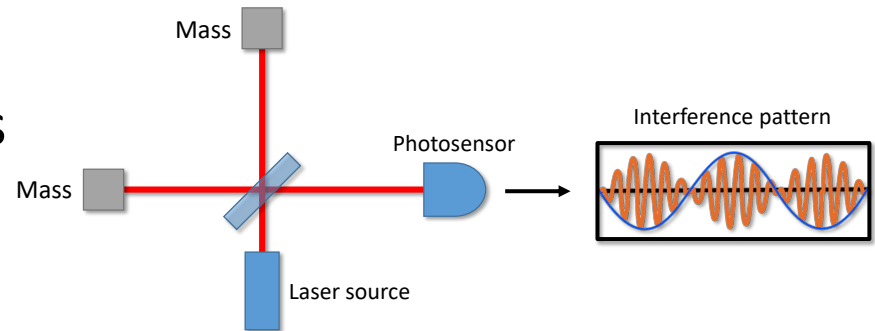 Mass
s
Interference pattern
Photosensor
Mass
Laser source